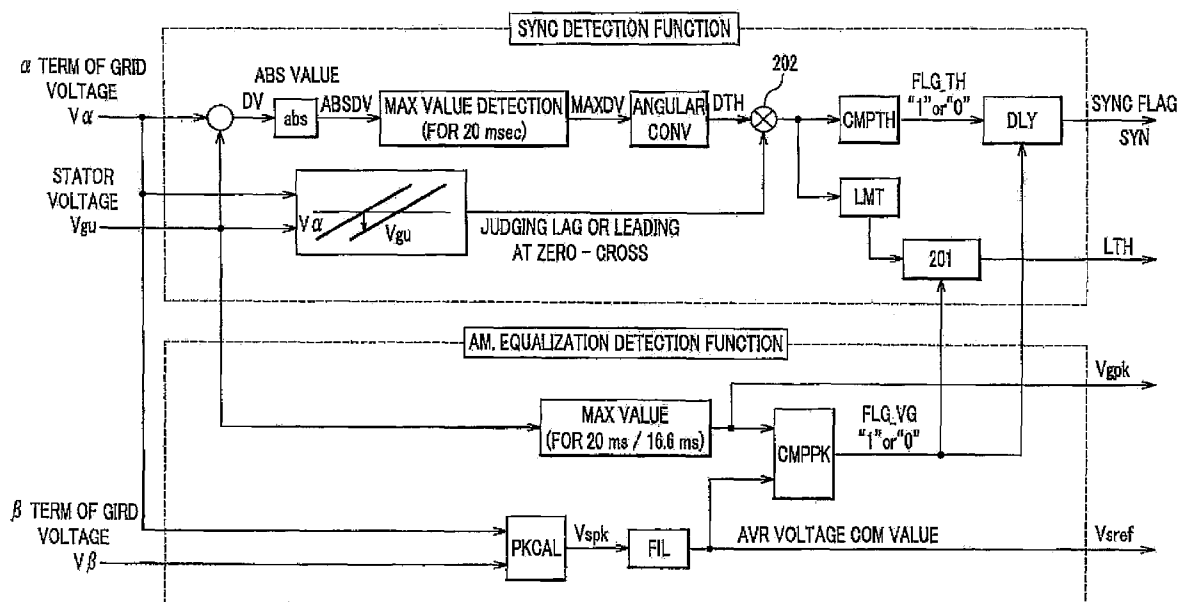 SYNC DETECTION FUNCTION
α TERM OF GRID
VOLTAGE
Vα
ABS VALUE
DV
abs
ABSDV
MAX VALUE DETECTION
(FOR 20 msec)
MAXDV
ANGULAR
CONV
DTH
202
CMPTH
FLG_TH
"1"or"0"
DLY
SYNC FLAG
SYN
STATOR
VOLTAGE
Vgu
Vα
Vgu
JUDGING LAG OR LEADING
AT ZERO - CROSS
LMT
201
LTH
AM. EQUALIZATION DETECTION FUNCTION
Vgpk
MAX VALUE
(FOR 20 ms / 16.6 ms)
CMPPK
FLG_VG
"1"or"0"
β TERM OF GIRD
VOLTAGE
Vβ
PKCAL
Vspk
FIL
AVR VOLTAGE COM VALUE
Vsref